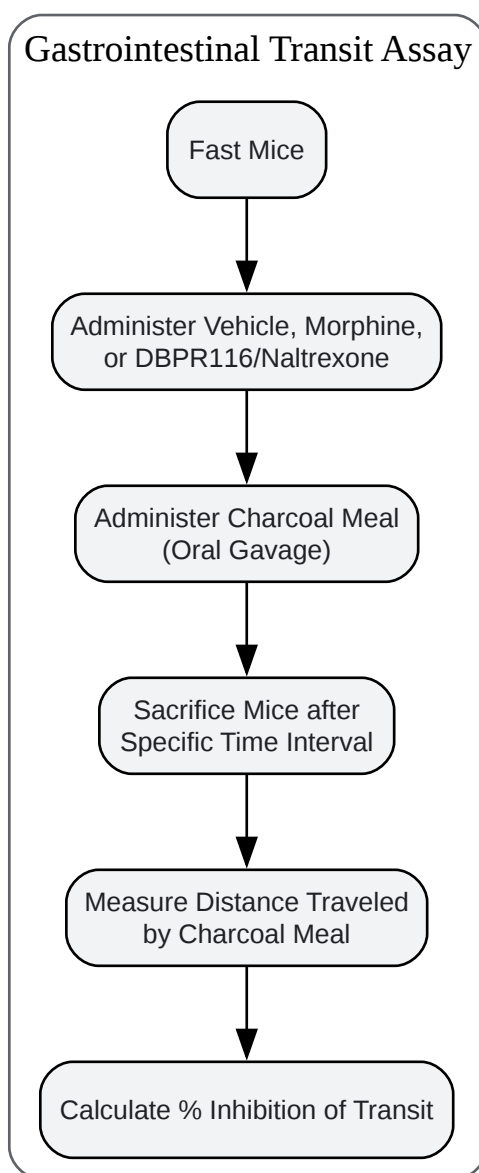 Gastrointestinal Transit Assay
Fast Mice
Administer Vehicle, Morphine,
or DBPR116/Naltrexone
Administer Charcoal Meal
(Oral Gavage)
Sacrifice Mice after
Specific Time Interval
Measure Distance Traveled
by Charcoal Meal
Calculate % Inhibition of Transit